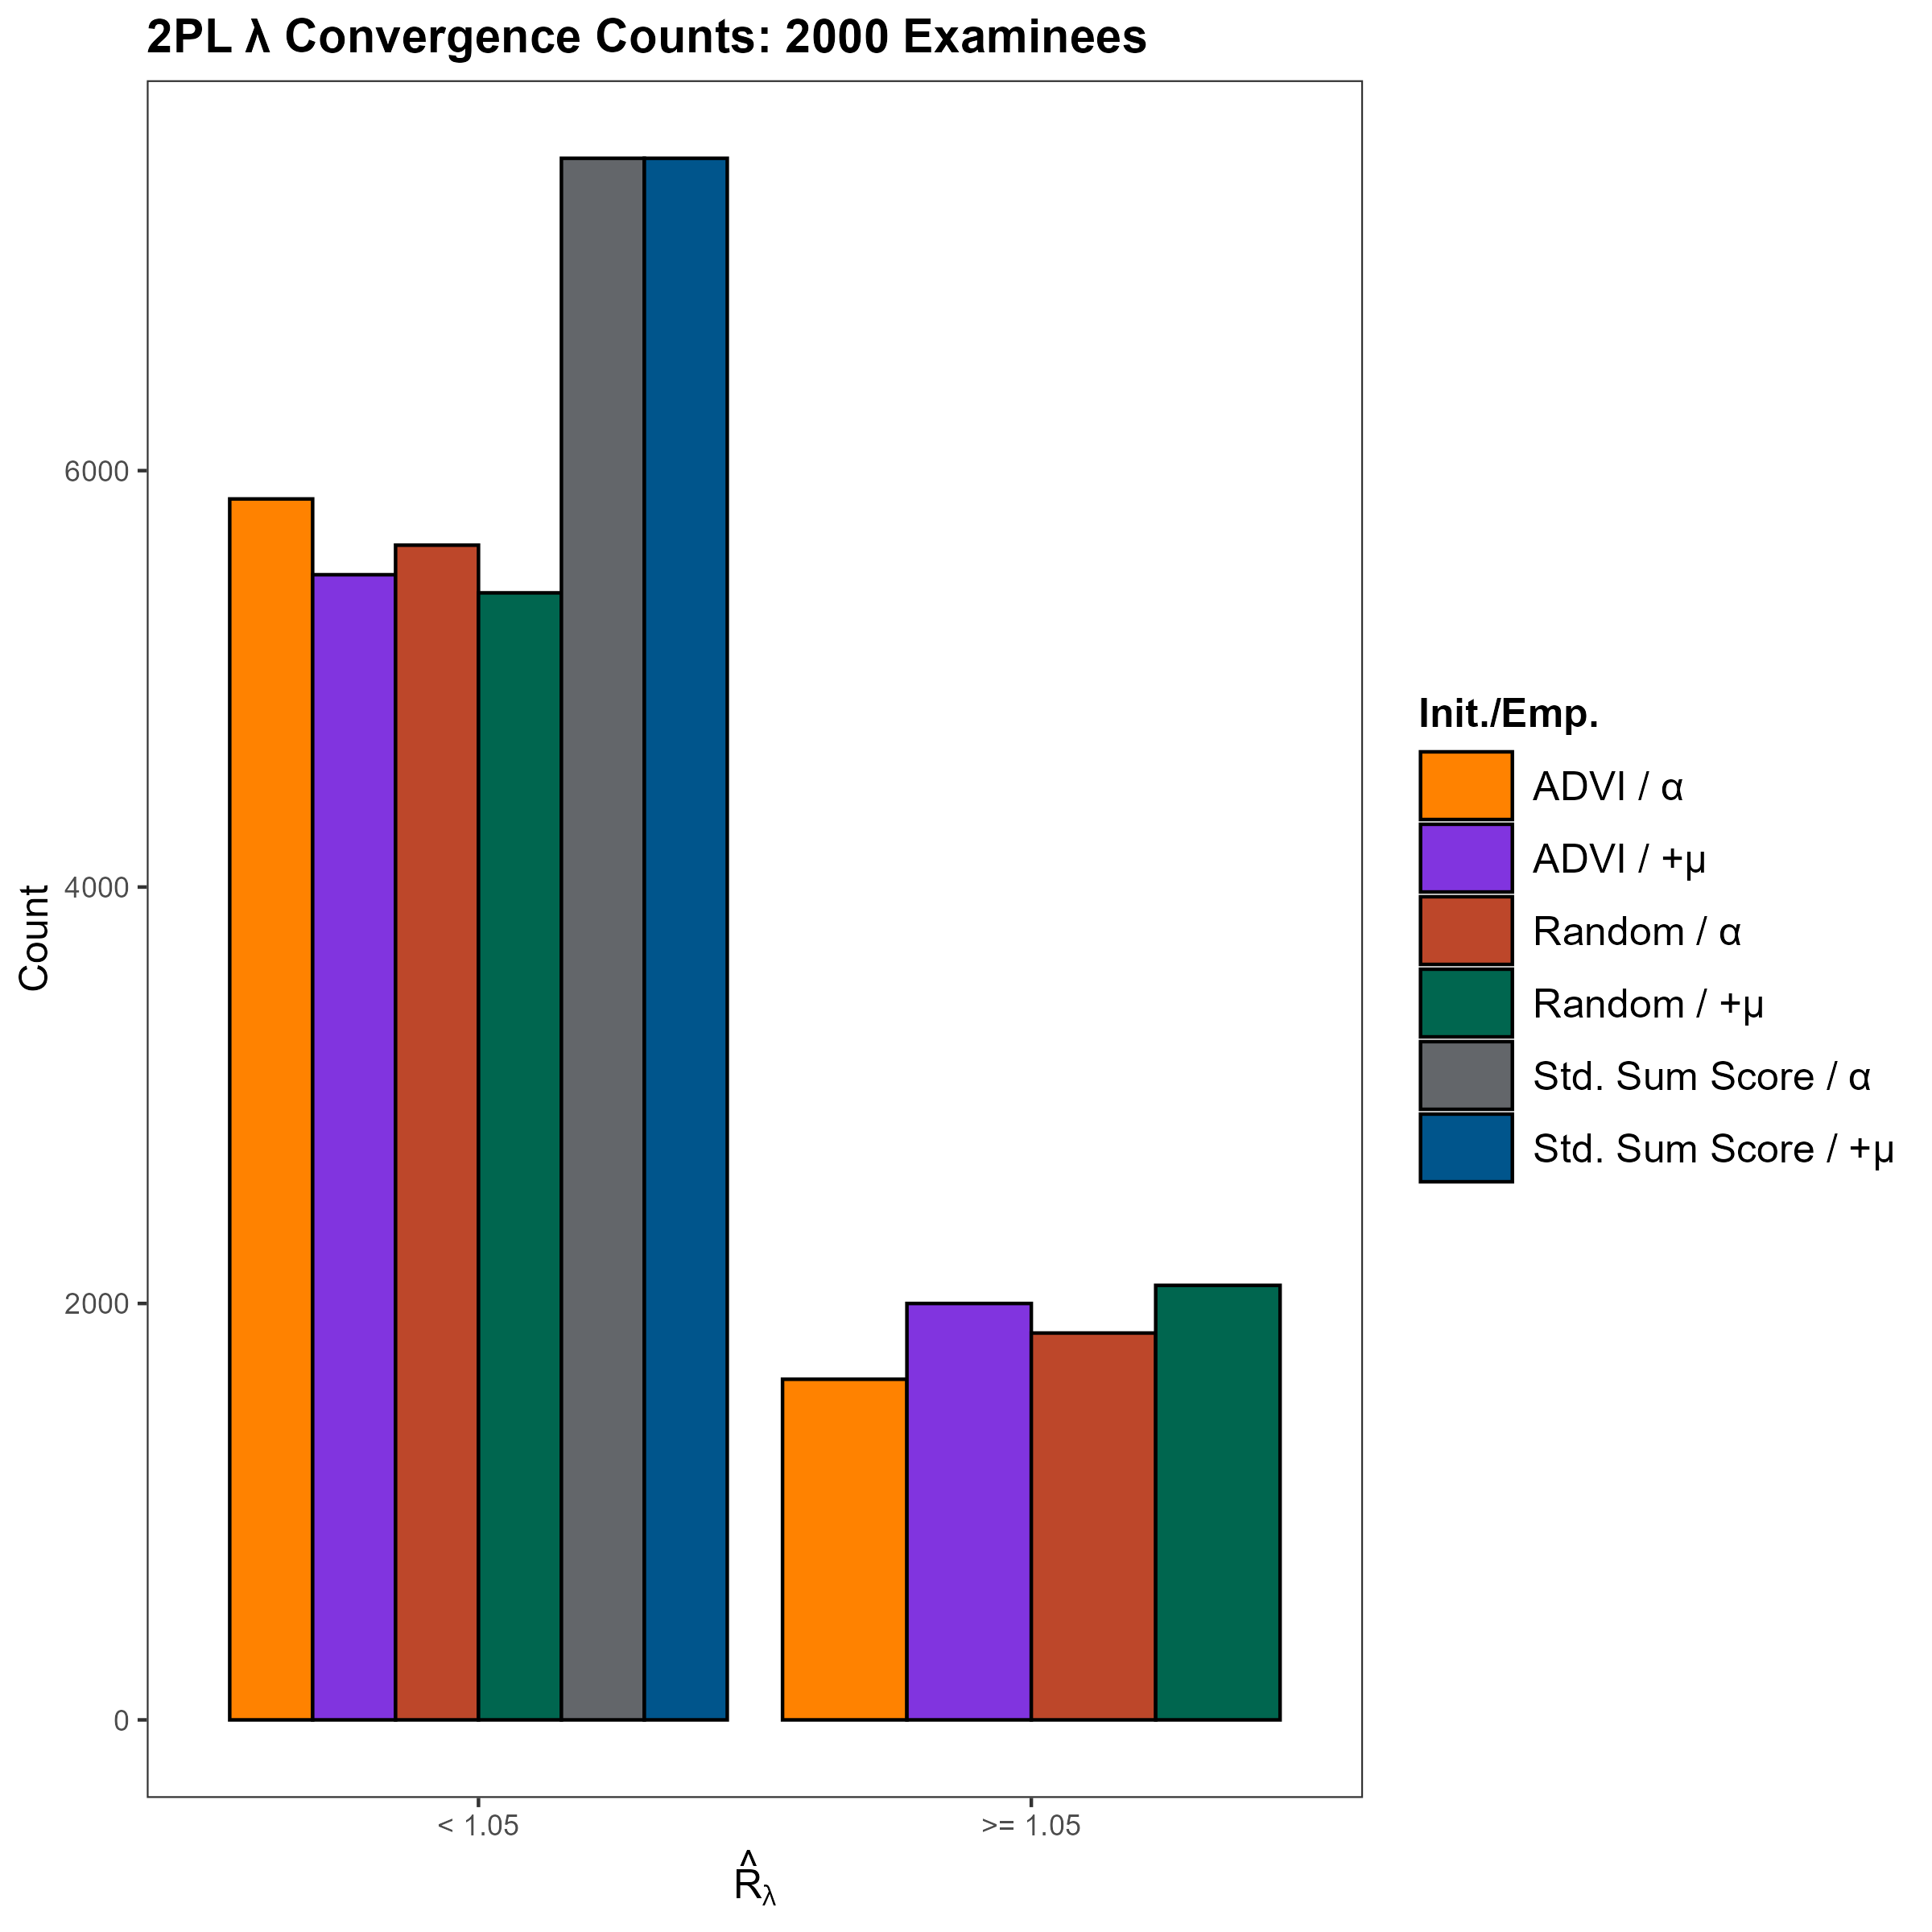 2PL λ Convergence Counts: 2000 Examinees
6000
4000
2000
0
Count
< 1.05
>= 1.05
R̂λ
Init./Emp.
ADVI / α
ADVI / +μ
Random / α
Random / +μ
Std. Sum Score / α
Std. Sum Score / +μ